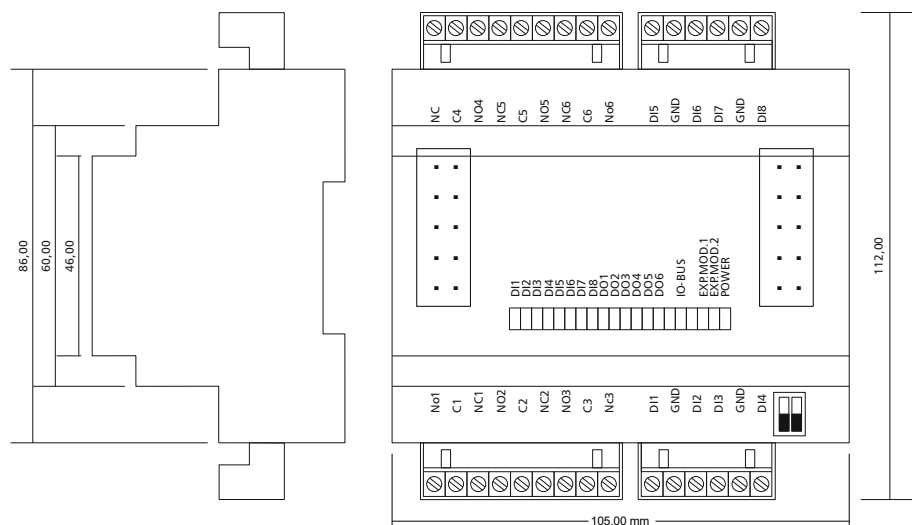 NC
C4
NO4
NC5
C5
NO5
NC6
C6
No6
DI5
GND
DI6
DI7
GND
DI8
86,00
60,00
46,00
112,00
DI1
DI2
DI3
DI4
DI5
DI6
DI7
DI8
DO1
DO2
DO3
DO4
DO5
DO6
IO-BUS
EXP.MOD.1
EXP.MOD.2
POWER
No1
C1
NC1
NO2
C2
NC2
NO3
C3
Nc3
DI1
GND
DI2
DI3
GND
DI4
105,00 mm